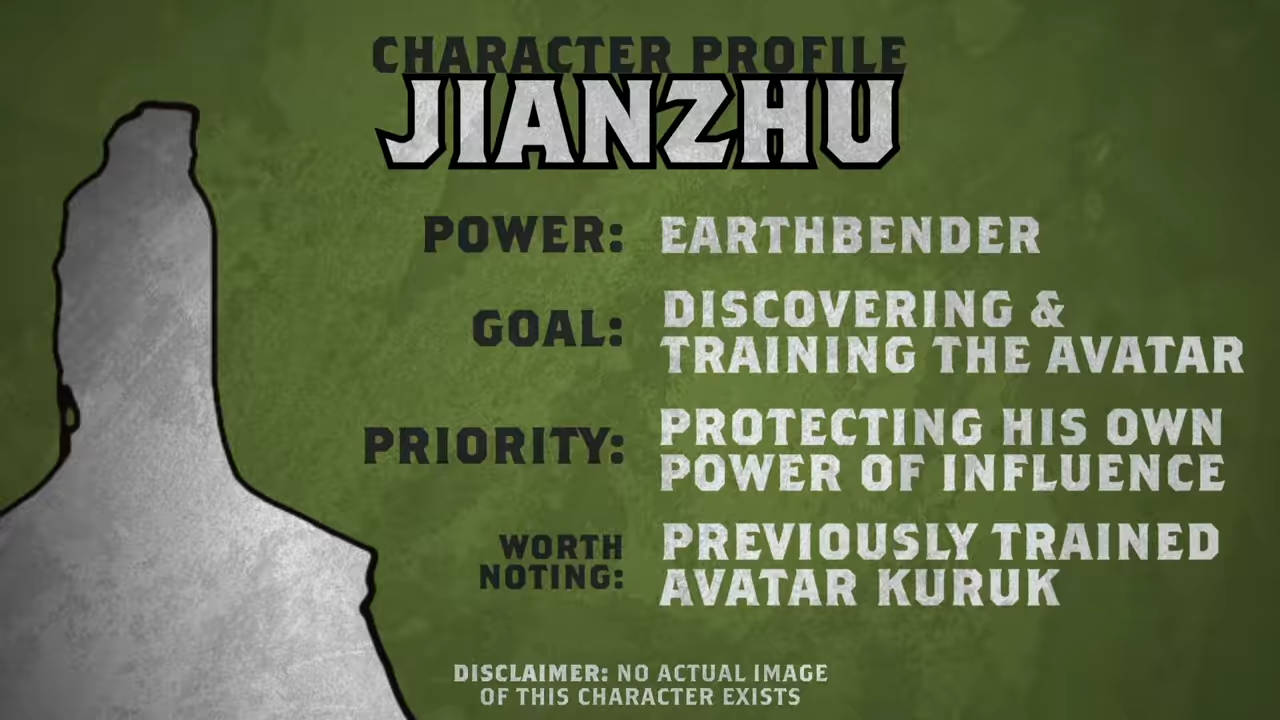 CHARACTER PROFILE
JIANZHU
POWER: EARTHBENDER
GOAL: DISCOVERING &
TRAINING THE AVATAR
PRIORITY: PROTECTING HIS OWN
POWER OF INFLUENCE
WORTH
NOTING:
PREVIOUSLY TRAINED
AVATAR KURUK
DISCLAIMER: NO ACTUAL IMAGE
OF THIS CHARACTER EXISTS